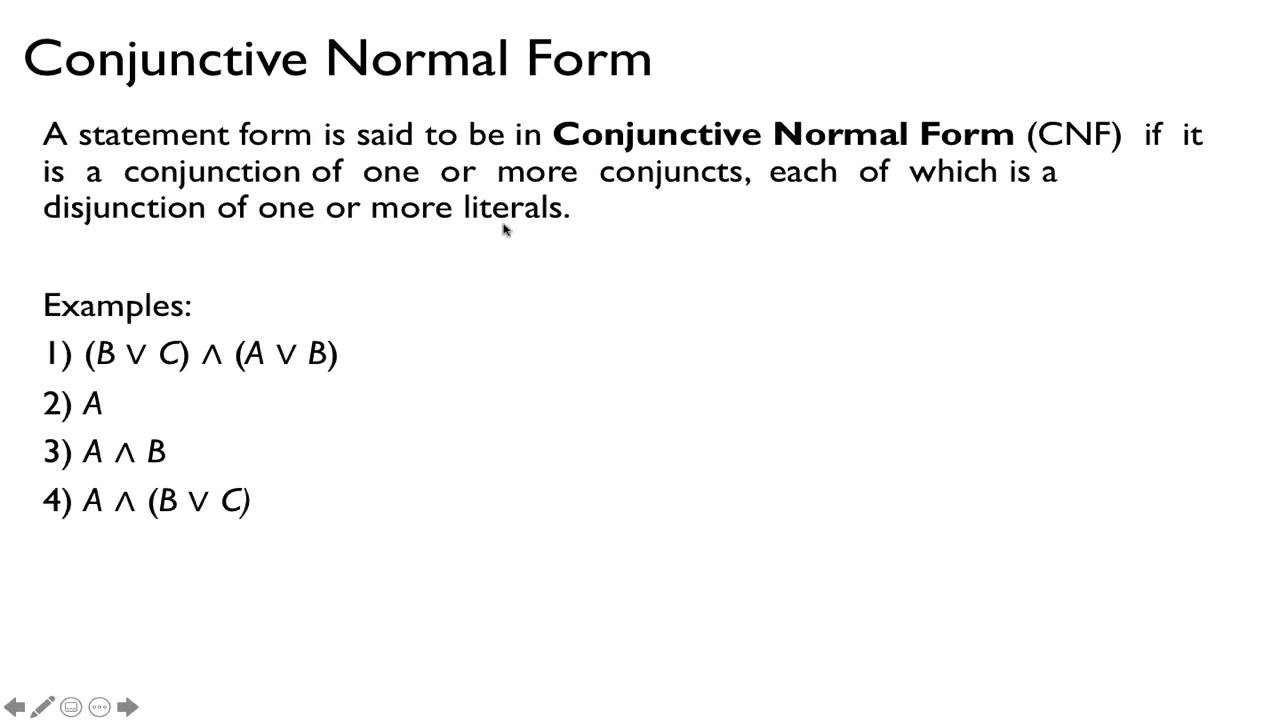 Conjunctive Normal Form
A statement form is said to be in Conjunctive Normal Form (CNF) if it
is a conjunction of one or more conjuncts, each of which is a
disjunction of one or more literals.
Examples:
1) (B ∨ C) ∧ (A ∨ B)
2) A
3) A ∧ B
4) A ∧ (B ∨ C)